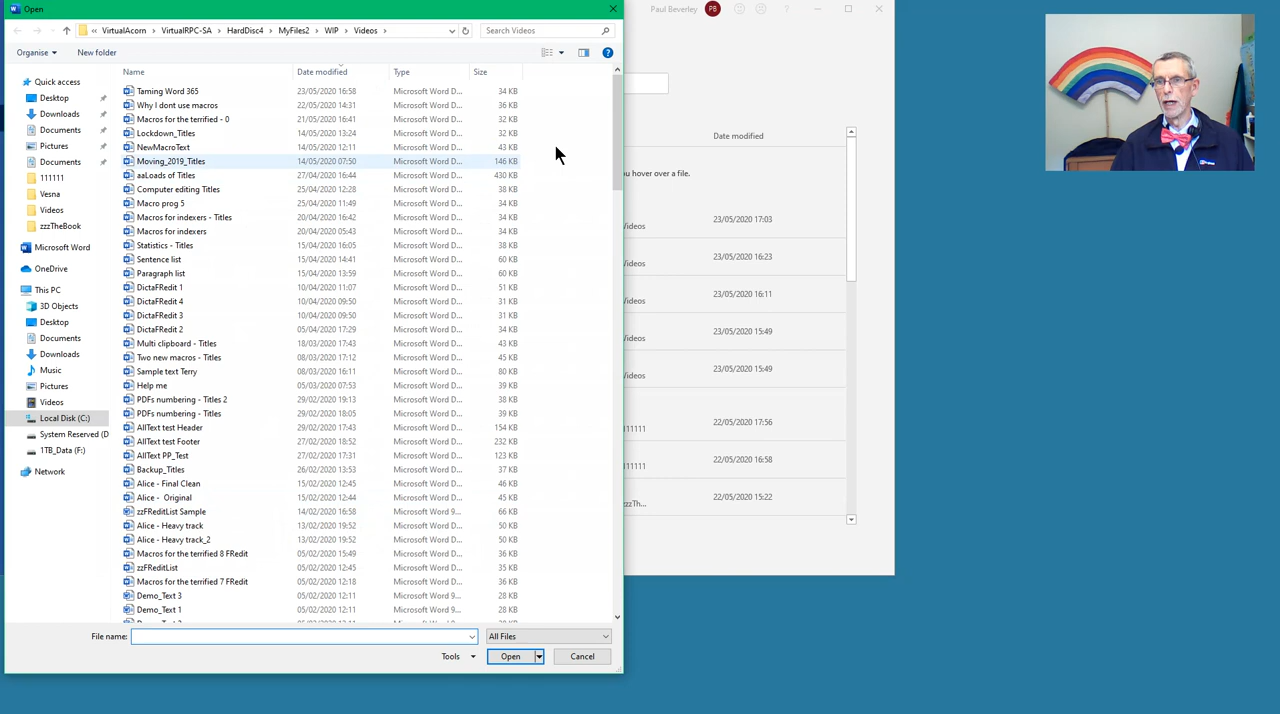 Open
Paul Beverley PB
« VirtualAcorn › VirtualRPC-SA › HardDisc4 › MyFiles2 › WIP › Videos ›
Search Videos
Organise New folder
Name Date modified Type Size
Quick access
Desktop
Downloads
Documents
Pictures
Documents
111111
Vesna
Videos
zzzTheBook
Microsoft Word
OneDrive
This PC
3D Objects
Desktop
Documents
Downloads
Music
Pictures
Videos
Local Disk (C:)
System Reserved (D
1TB_Data (F:)
Network
Taming Word 365 23/05/2020 16:58 Microsoft Word D... 34 KB
Why I dont use macros 22/05/2020 14:31 Microsoft Word D... 36 KB
Macros for the terrified - 0 21/05/2020 16:41 Microsoft Word D... 32 KB
Lockdown_Titles 14/05/2020 13:24 Microsoft Word D... 32 KB
NewMacroText 14/05/2020 12:11 Microsoft Word D... 43 KB
Moving_2019_Titles 14/05/2020 07:50 Microsoft Word D... 146 KB
aaLoads of Titles 27/04/2020 16:44 Microsoft Word D... 430 KB
Computer editing Titles 25/04/2020 12:28 Microsoft Word D... 38 KB
Macro prog 5 25/04/2020 11:49 Microsoft Word D... 34 KB
Macros for indexers - Titles 20/04/2020 16:42 Microsoft Word D... 34 KB
Macros for indexers 20/04/2020 05:43 Microsoft Word D... 34 KB
Statistics - Titles 15/04/2020 16:05 Microsoft Word D... 38 KB
Sentence list 15/04/2020 14:41 Microsoft Word D... 60 KB
Paragraph list 15/04/2020 13:59 Microsoft Word D... 60 KB
DictaFRedit 1 10/04/2020 11:07 Microsoft Word D... 51 KB
DictaFRedit 4 10/04/2020 09:50 Microsoft Word D... 31 KB
DictaFRedit 3 10/04/2020 09:50 Microsoft Word D... 31 KB
DictaFRedit 2 05/04/2020 17:29 Microsoft Word D... 34 KB
Multi clipboard - Titles 18/03/2020 17:43 Microsoft Word D... 43 KB
Two new macros - Titles 08/03/2020 17:12 Microsoft Word D... 45 KB
Sample text Terry 08/03/2020 16:11 Microsoft Word D... 80 KB
Help me 05/03/2020 07:53 Microsoft Word D... 39 KB
PDFs numbering - Titles 2 29/02/2020 19:13 Microsoft Word D... 38 KB
PDFs numbering - Titles 29/02/2020 18:05 Microsoft Word D... 39 KB
AllText test Header 29/02/2020 17:43 Microsoft Word D... 154 KB
AllText test Footer 27/02/2020 18:52 Microsoft Word D... 232 KB
AllText PP_Test 27/02/2020 17:31 Microsoft Word D... 123 KB
Backup_Titles 26/02/2020 13:53 Microsoft Word D... 37 KB
Alice - Final Clean 15/02/2020 12:45 Microsoft Word D... 46 KB
Alice - Original 15/02/2020 12:44 Microsoft Word D... 45 KB
zzFReditList Sample 14/02/2020 16:58 Microsoft Word 9... 66 KB
Alice - Heavy track 13/02/2020 19:52 Microsoft Word D... 50 KB
Alice - Heavy track_2 13/02/2020 19:52 Microsoft Word D... 50 KB
Macros for the terrified 8 FRedit 05/02/2020 15:49 Microsoft Word D... 36 KB
zzFReditList 05/02/2020 12:45 Microsoft Word D... 35 KB
Macros for the terrified 7 FRedit 05/02/2020 12:18 Microsoft Word D... 36 KB
Demo_Text 3 05/02/2020 12:11 Microsoft Word 9... 28 KB
Demo_Text 1 05/02/2020 12:11 Microsoft Word 9... 28 KB
Date modified
u hover over a file.
/ideos 23/05/2020 17:03
/ideos 23/05/2020 16:23
/ideos 23/05/2020 16:11
/ideos 23/05/2020 15:49
/ideos 23/05/2020 15:49
11111 22/05/2020 17:56
11111 22/05/2020 16:58
zzzTh... 22/05/2020 15:22
File name: All Files
Tools Open Cancel